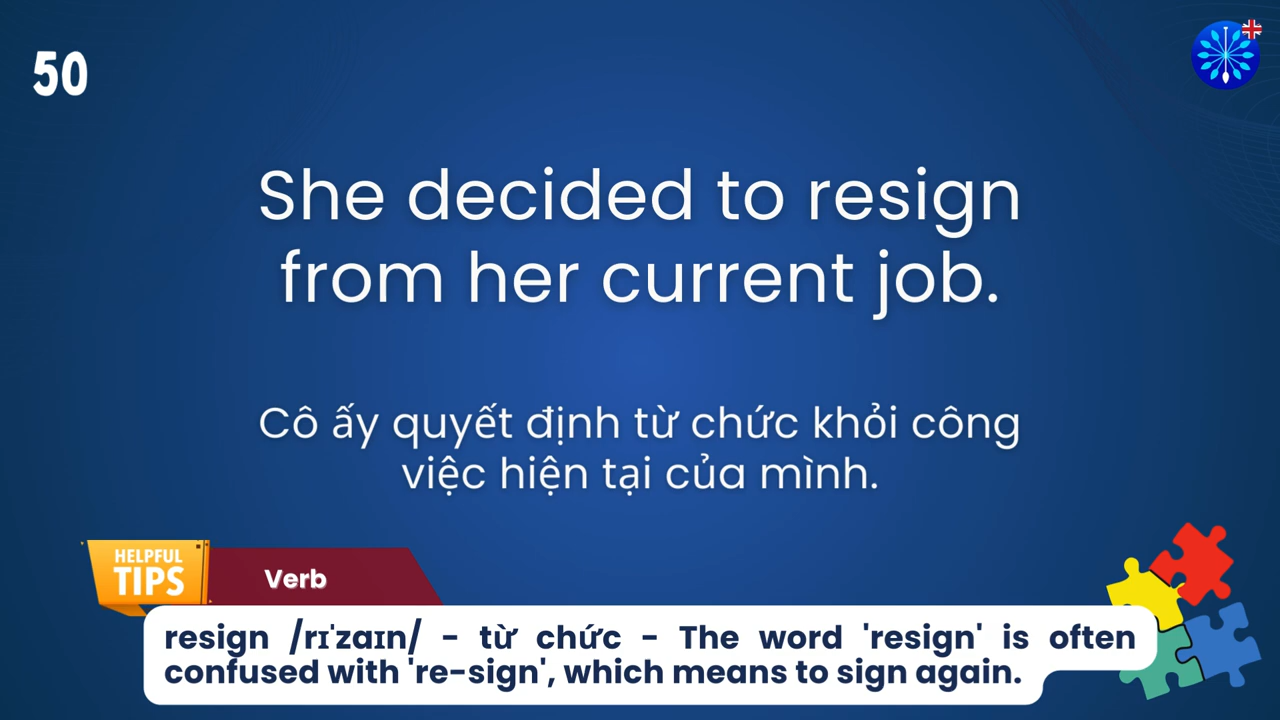 50
She decided to resign
from her current job.
Cô ấy quyết định từ chức khỏi công
việc hiện tại của mình.
HELPFUL
TIPS
Verb
resign /rɪˈzaɪn/ - từ chức - The word 'resign' is often
confused with 're-sign', which means to sign again.